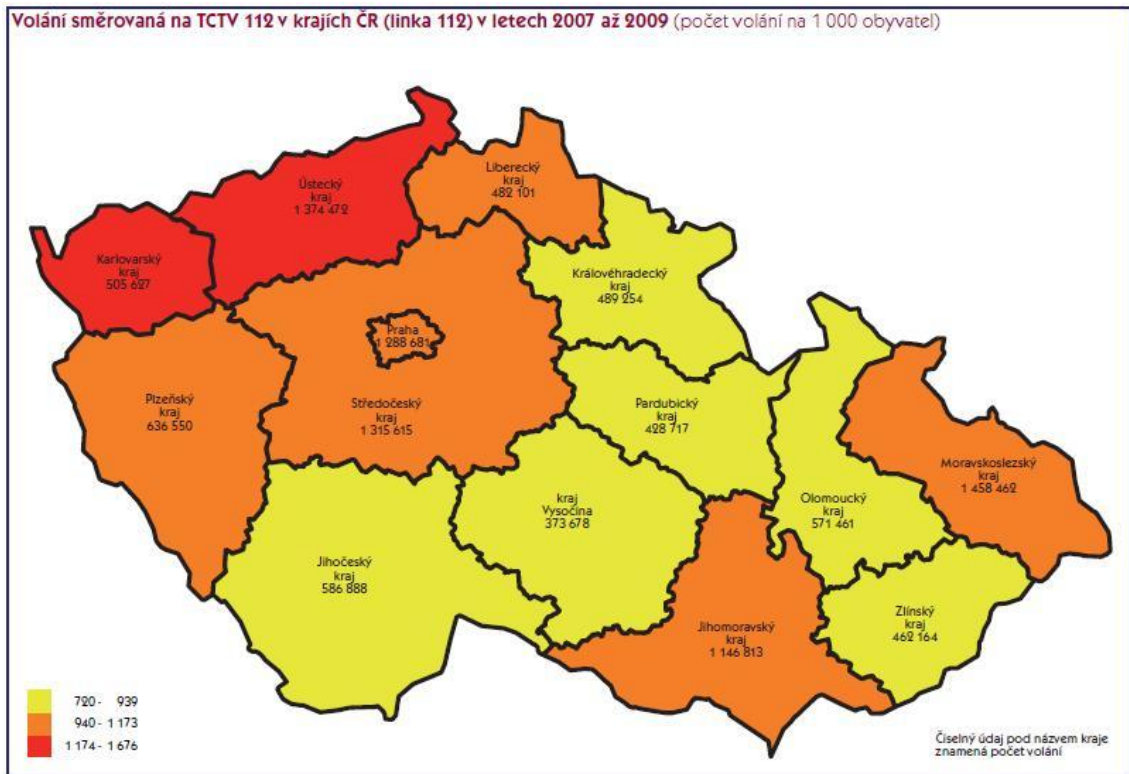 Volání směrovaná na TCTV 112 v krajích ČR (linka 112) v letech 2007 až 2009 (počet volání na 1 000 obyvatel)
Liberecký
kraj
482 101
Ústecký
kraj
1 374 472
Karlovarský
kraj
505 627
Královéhradecký
kraj
489 254
Praha
1 288 681
Plzeňský
kraj
636 550
Středočeský
kraj
1 315 615
Pardubický
kraj
428 717
Moravskoslezský
kraj
1 458 462
kraj
Vysočina
373 678
Olomoucký
kraj
571 461
Jihočeský
kraj
586 888
Zlínský
kraj
462 164
Jihomoravský
kraj
1 146 813
720 - 939
940 - 1 173
1 174 - 1 676
Číselný údaj pod názvem kraje
znamená počet volání